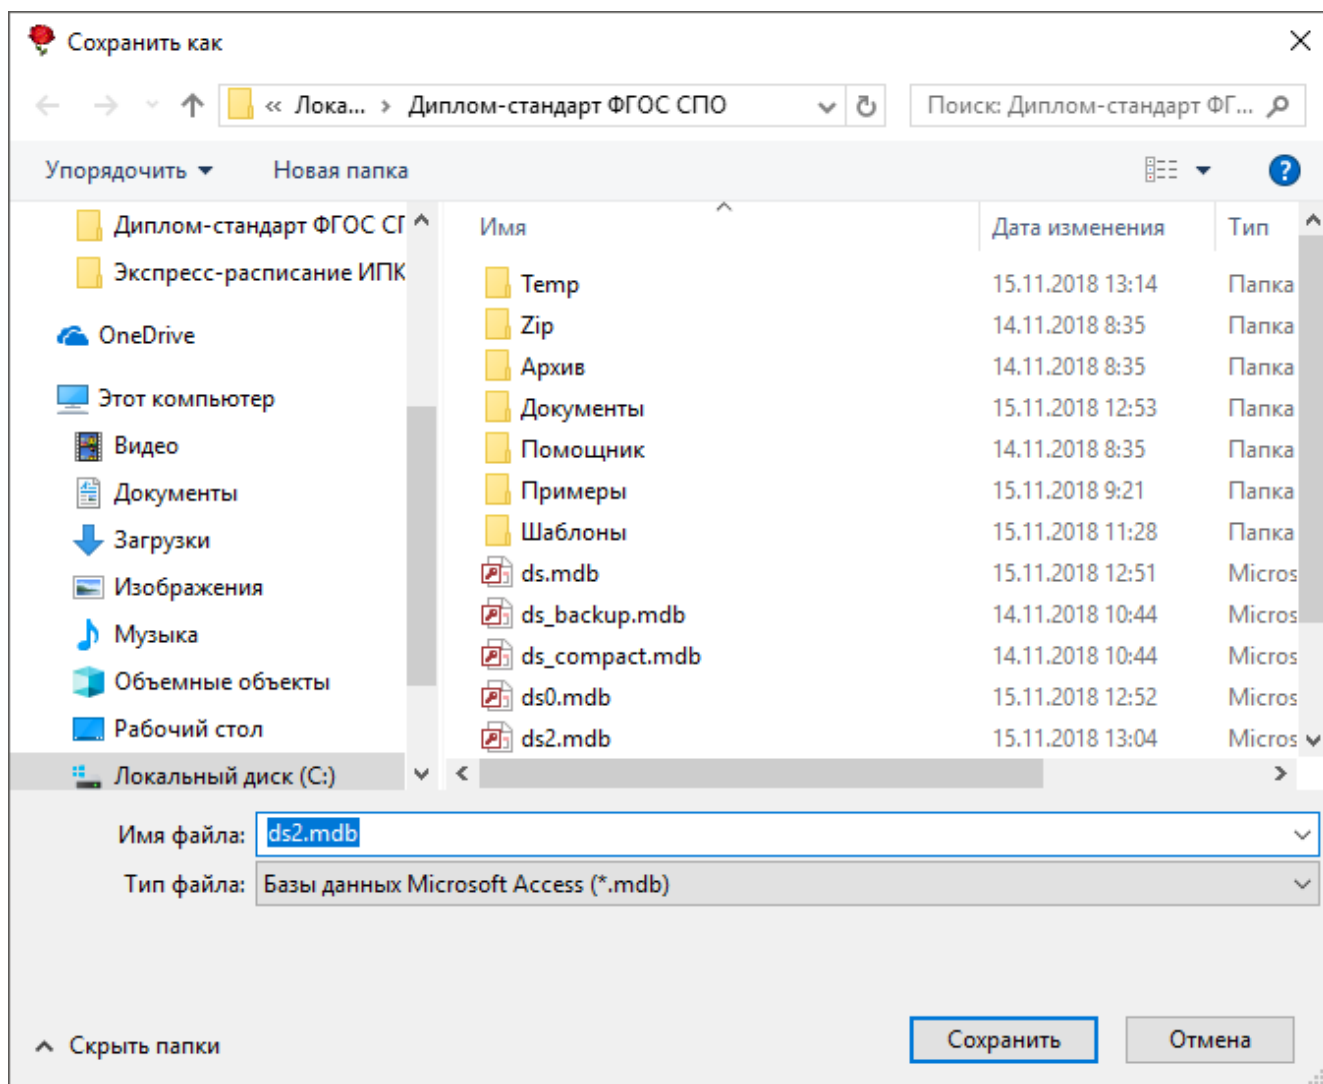 Сохранить как
« Лока... › Диплом-стандарт ФГОС СПО
Поиск: Диплом-стандарт ФГ...
Упорядочить
Новая папка
?
Диплом-стандарт ФГОС СП
Экспресс-расписание ИПК
OneDrive
Этот компьютер
Видео
Документы
Загрузки
Изображения
Музыка
Объемные объекты
Рабочий стол
Локальный диск (C:)
Имя Дата изменения Тип
Temp 15.11.2018 13:14 Папка
Zip 14.11.2018 8:35 Папка
Архив 14.11.2018 8:35 Папка
Документы 15.11.2018 12:53 Папка
Помощник 14.11.2018 8:35 Папка
Примеры 15.11.2018 9:21 Папка
Шаблоны 15.11.2018 11:28 Папка
ds.mdb 15.11.2018 12:51 Micros
ds_backup.mdb 14.11.2018 10:44 Micros
ds_compact.mdb 14.11.2018 10:44 Micros
ds0.mdb 15.11.2018 12:52 Micros
ds2.mdb 15.11.2018 13:04 Micros
Имя файла: ds2.mdb
Тип файла: Базы данных Microsoft Access (*.mdb)
Скрыть папки
Сохранить
Отмена